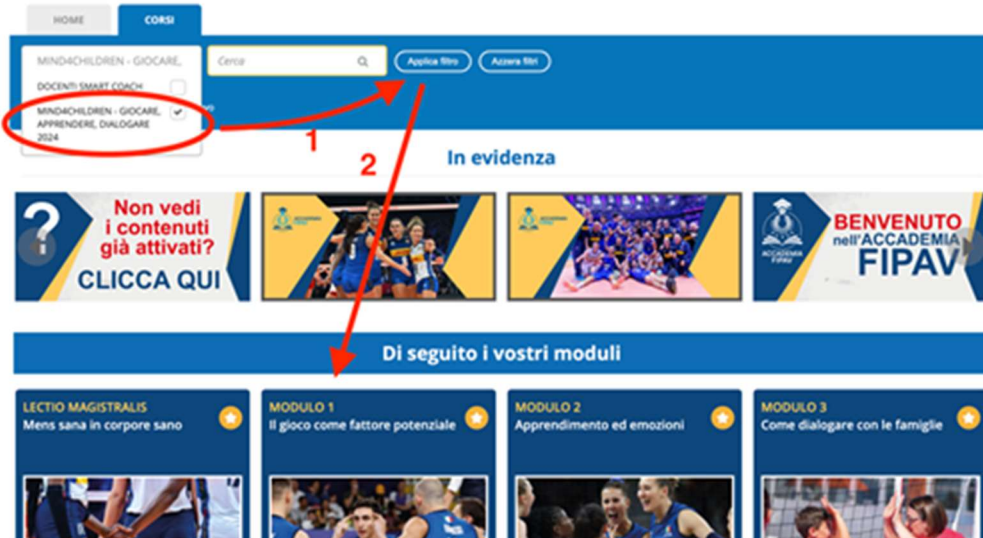 HOME
CORSI
MIND4CHILDREN - GIOCARE,
Cerca
Applica filtro
Azzera filtri
DOCENTI SMART COACH
MIND4CHILDREN - GIOCARE,
APPRENDERE, DIALOGARE
2024
1
2
In evidenza
?
Non vedi
i contenuti
già attivati?
CLICCA QUI
ACCADEMIA
FIPAV
BENVENUTO
nell'ACCADEMIA
FIPAV
Di seguito i vostri moduli
LECTIO MAGISTRALIS
Mens sana in corpore sano
MODULO 1
Il gioco come fattore potenziale
MODULO 2
Apprendimento ed emozioni
MODULO 3
Come dialogare con le famiglie